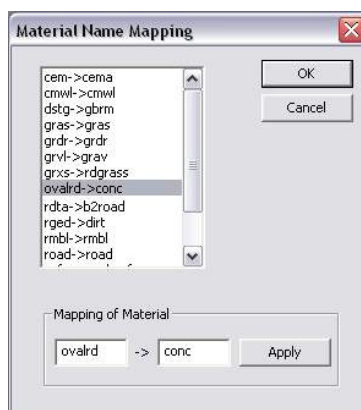 Material Name Mapping
cem->cema
cmwl->cmwl
dstg->gbrm
gras->gras
grdr->grdr
grvl->grav
grxs->rdgrass
ovalrd->conc
rdta->b2road
rged->dirt
rmbl->rmbl
road->road
OK
Cancel
Mapping of Material
ovalrd -> conc Apply